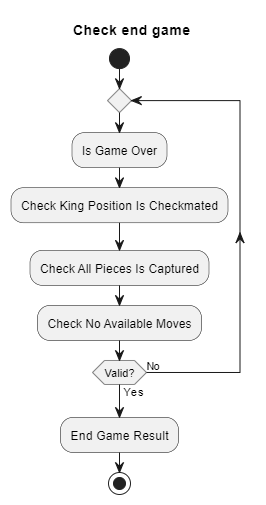 Check end game
Is Game Over
Check King Position Is Checkmated
Check All Pieces Is Captured
Check No Available Moves
Valid?
No
Yes
End Game Result